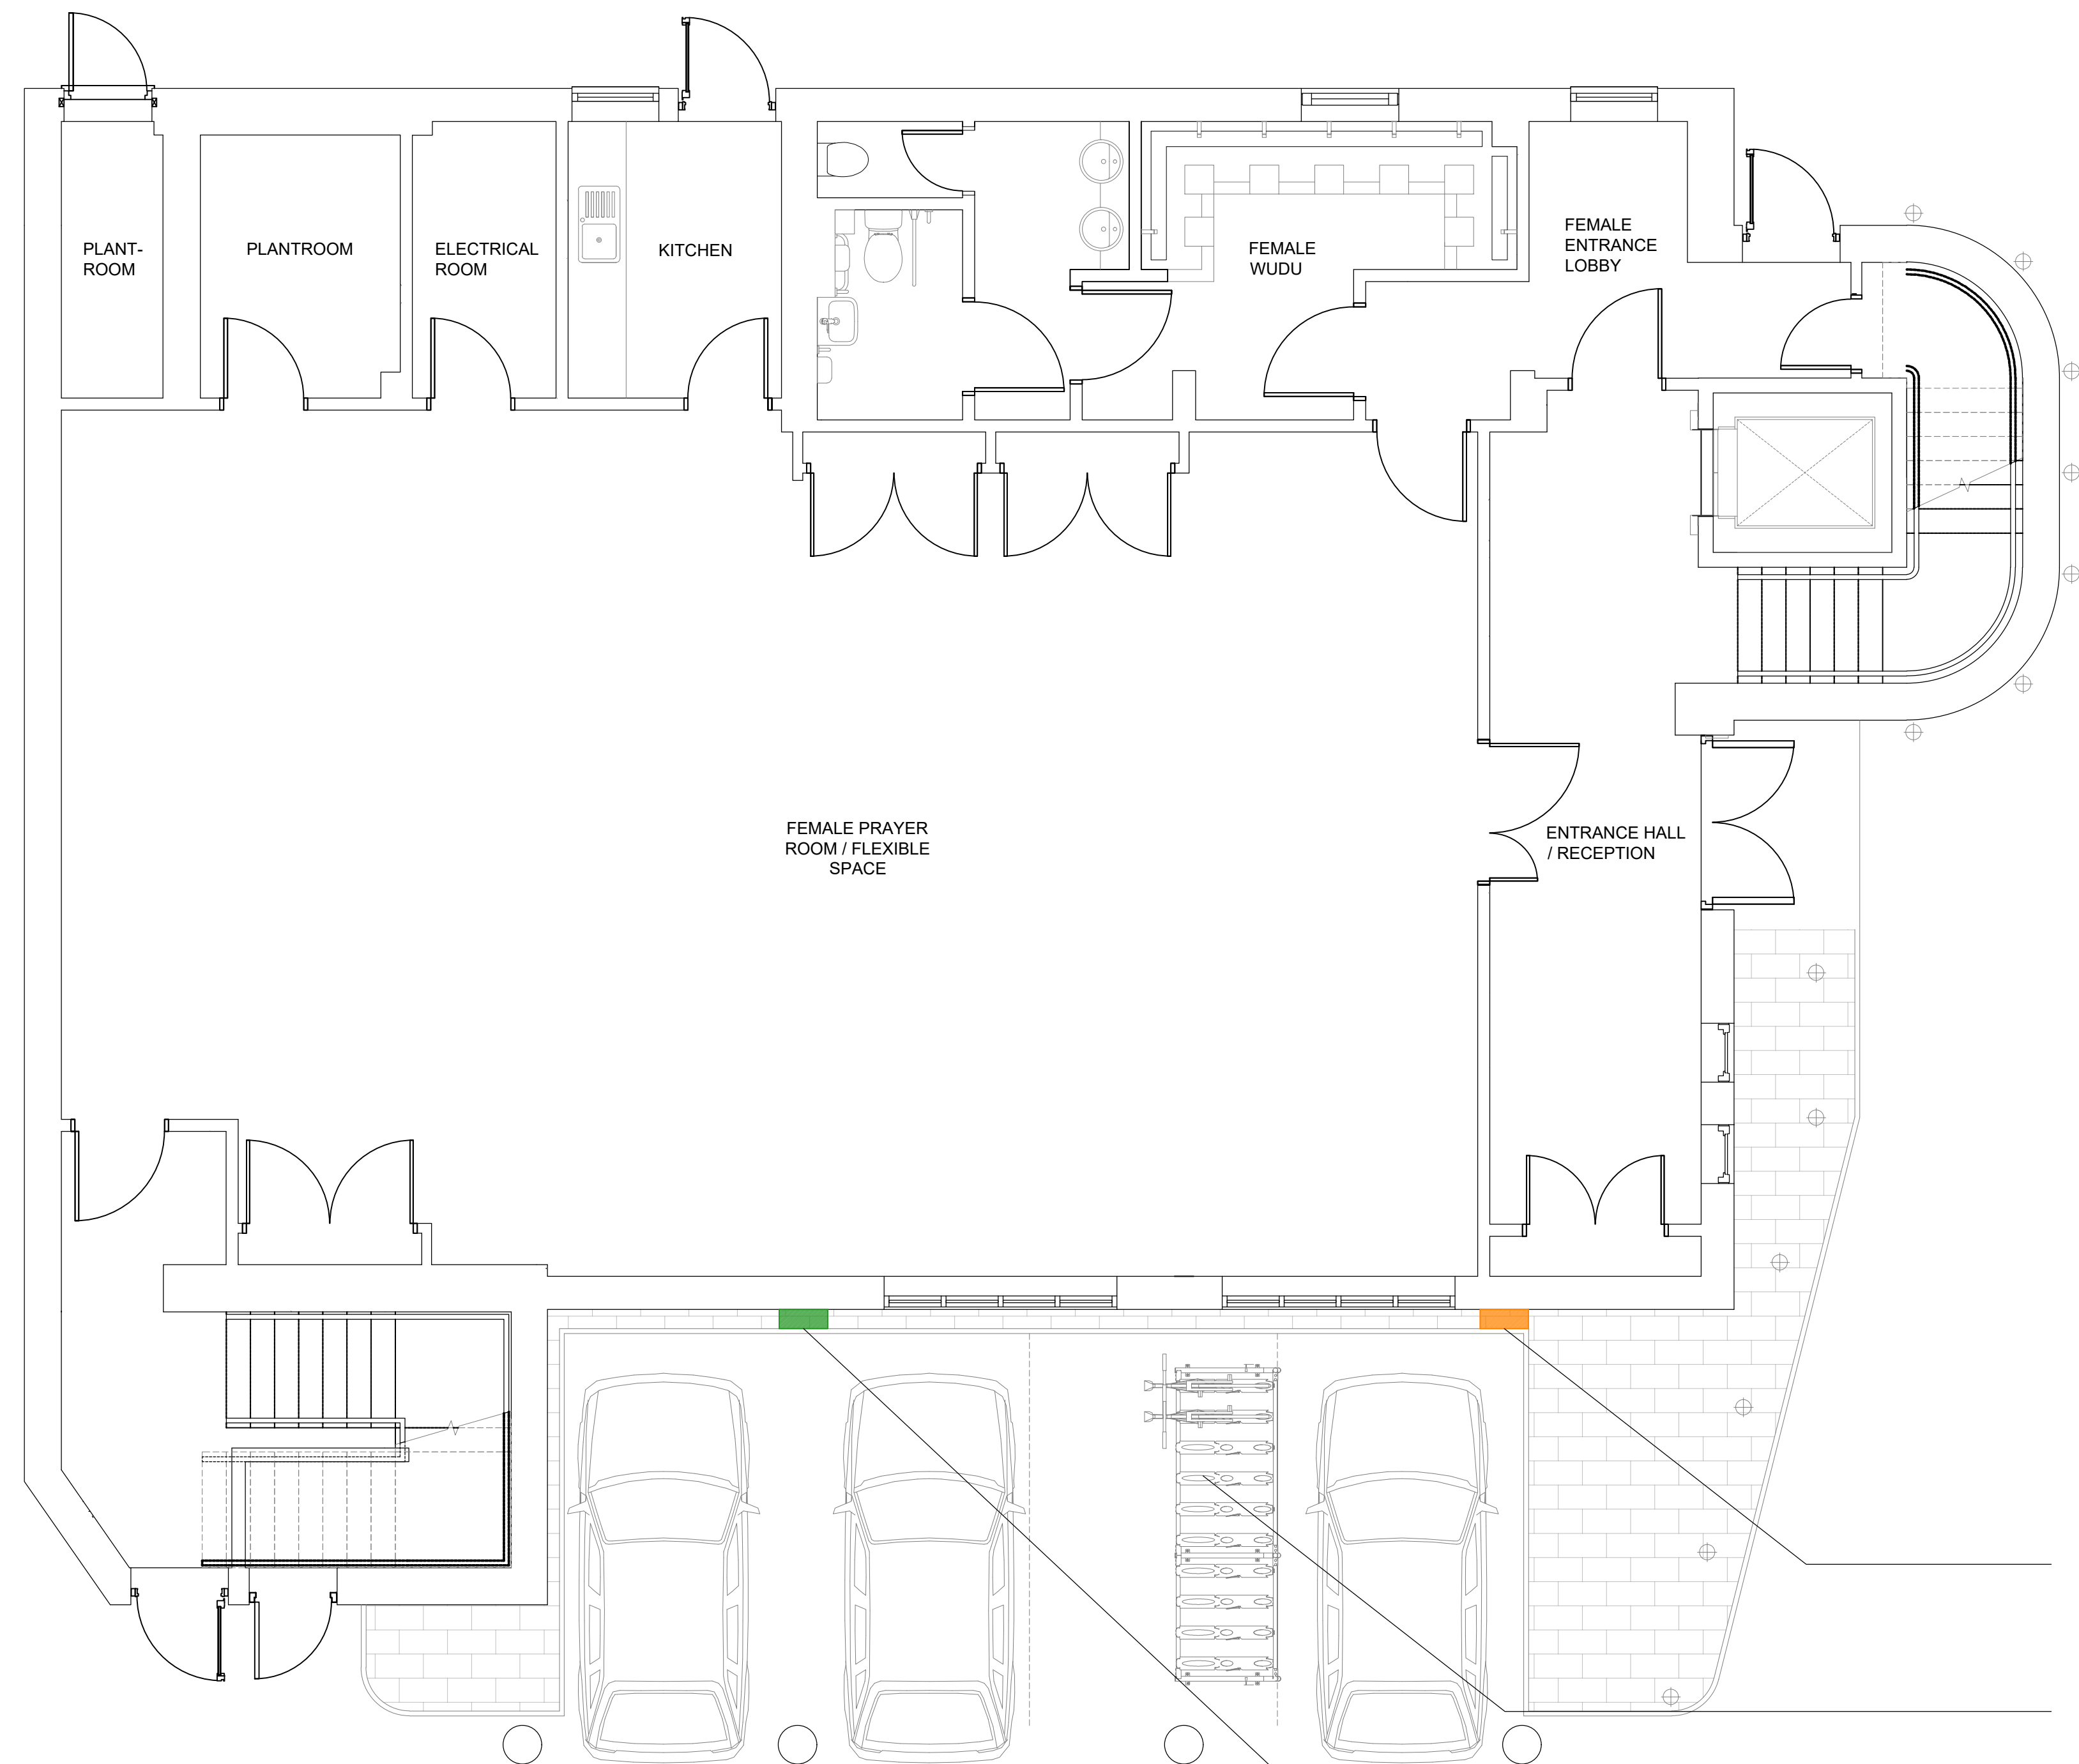 PLANT-
ROOM
PLANTROOM
ELECTRICAL
ROOM
KITCHEN
FEMALE
WUDU
FEMALE
ENTRANCE
LOBBY
FEMALE PRAYER
ROOM / FLEXIBLE
SPACE
ENTRANCE HALL
/ RECEPTION